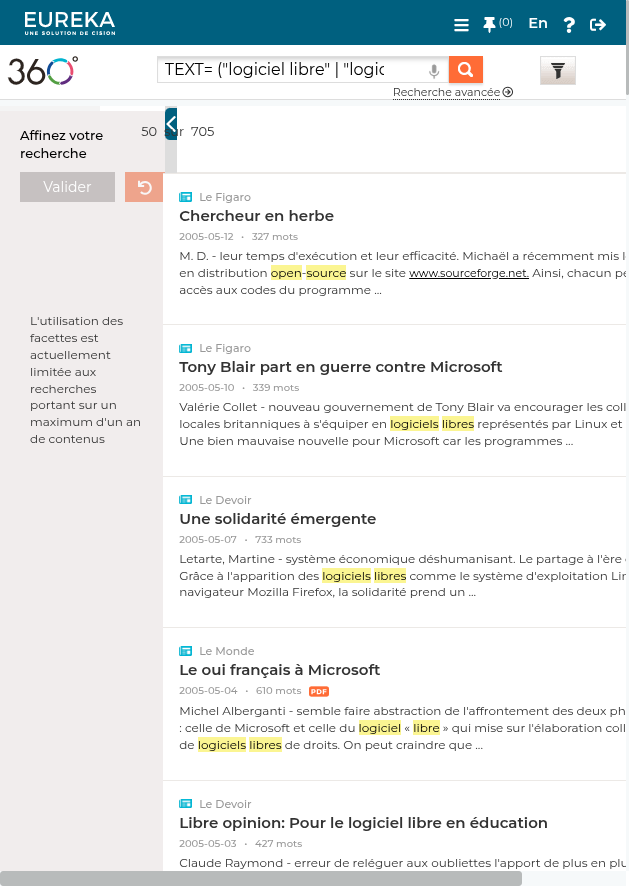 EUREKA
UNE SOLUTION DE CISION
(0) En ?
360°
TEXT= ("logiciel libre" | "logic
Recherche avancée
Affinez votre
recherche
50 sur 705
Valider
L'utilisation des
facettes est
actuellement
limitée aux
recherches
portant sur un
maximum d'un an
de contenus
Le Figaro
Chercheur en herbe
2005-05-12 • 327 mots
M. D. - leur temps d'exécution et leur efficacité. Michaël a récemment mis
en distribution open-source sur le site www.sourceforge.net. Ainsi, chacun
accès aux codes du programme ...
Le Figaro
Tony Blair part en guerre contre Microsoft
2005-05-10 • 339 mots
Valérie Collet - nouveau gouvernement de Tony Blair va encourager les coll
locales britanniques à s'équiper en logiciels libres représentés par Linux et
Une bien mauvaise nouvelle pour Microsoft car les programmes ...
Le Devoir
Une solidarité émergente
2005-05-07 • 733 mots
Letarte, Martine - système économique déshumanisant. Le partage à l'ère
Grâce à l'apparition des logiciels libres comme le système d'exploitation Lin
navigateur Mozilla Firefox, la solidarité prend un ...
Le Monde
Le oui français à Microsoft
2005-05-04 • 610 mots PDF
Michel Alberganti - semble faire abstraction de l'affrontement des deux ph
: celle de Microsoft et celle du logiciel « libre » qui mise sur l'élaboration coll
de logiciels libres de droits. On peut craindre que ...
Le Devoir
Libre opinion: Pour le logiciel libre en éducation
2005-05-03 • 427 mots
Claude Raymond - erreur de reléguer aux oubliettes l'apport de plus en plu